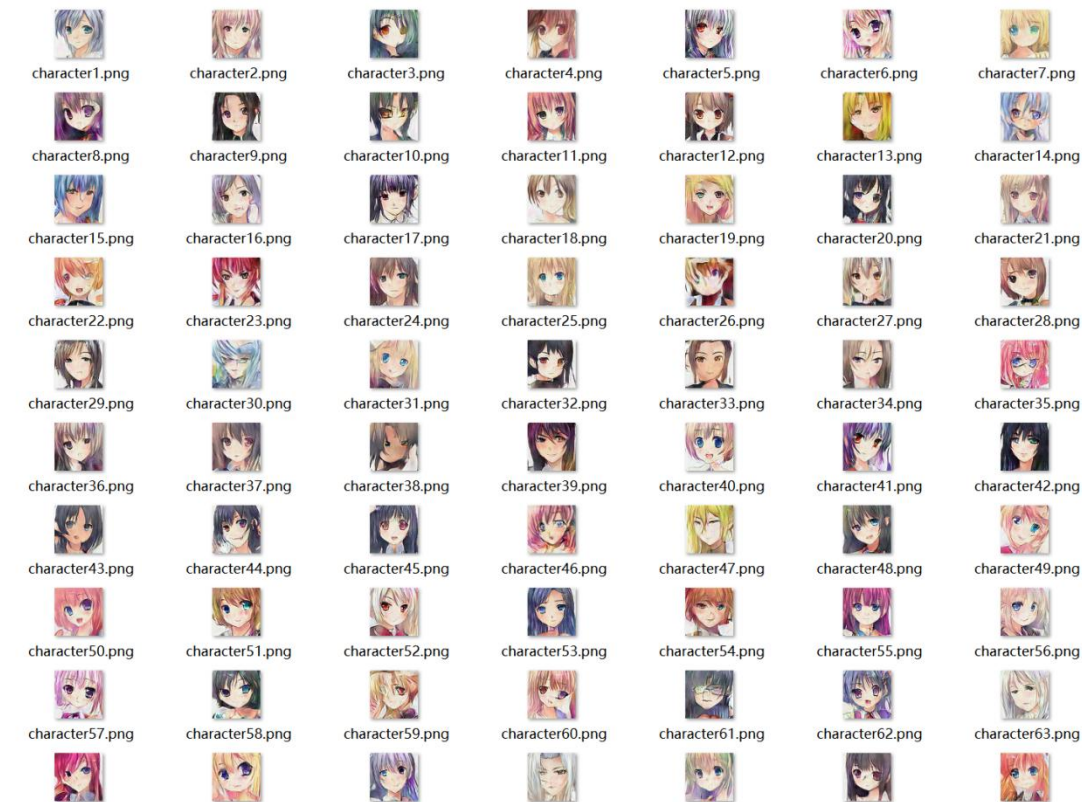 character1.png character2.png character3.png character4.png character5.png character6.png character7.png
character8.png character9.png character10.png character11.png character12.png character13.png character14.png
character15.png character16.png character17.png character18.png character19.png character20.png character21.png
character22.png character23.png character24.png character25.png character26.png character27.png character28.png
character29.png character30.png character31.png character32.png character33.png character34.png character35.png
character36.png character37.png character38.png character39.png character40.png character41.png character42.png
character43.png character44.png character45.png character46.png character47.png character48.png character49.png
character50.png character51.png character52.png character53.png character54.png character55.png character56.png
character57.png character58.png character59.png character60.png character61.png character62.png character63.png